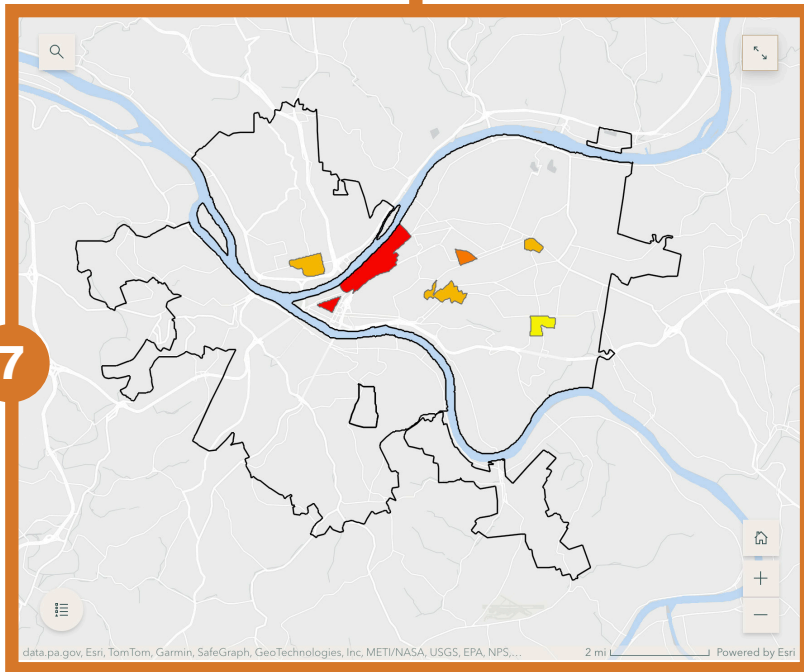 7
data.pa.gov, Esri, TomTom, Garmin, SafeGraph, GeoTechnologies, Inc, METI/NASA, USGS, EPA, NPS,...
2 mi
Powered by Esri